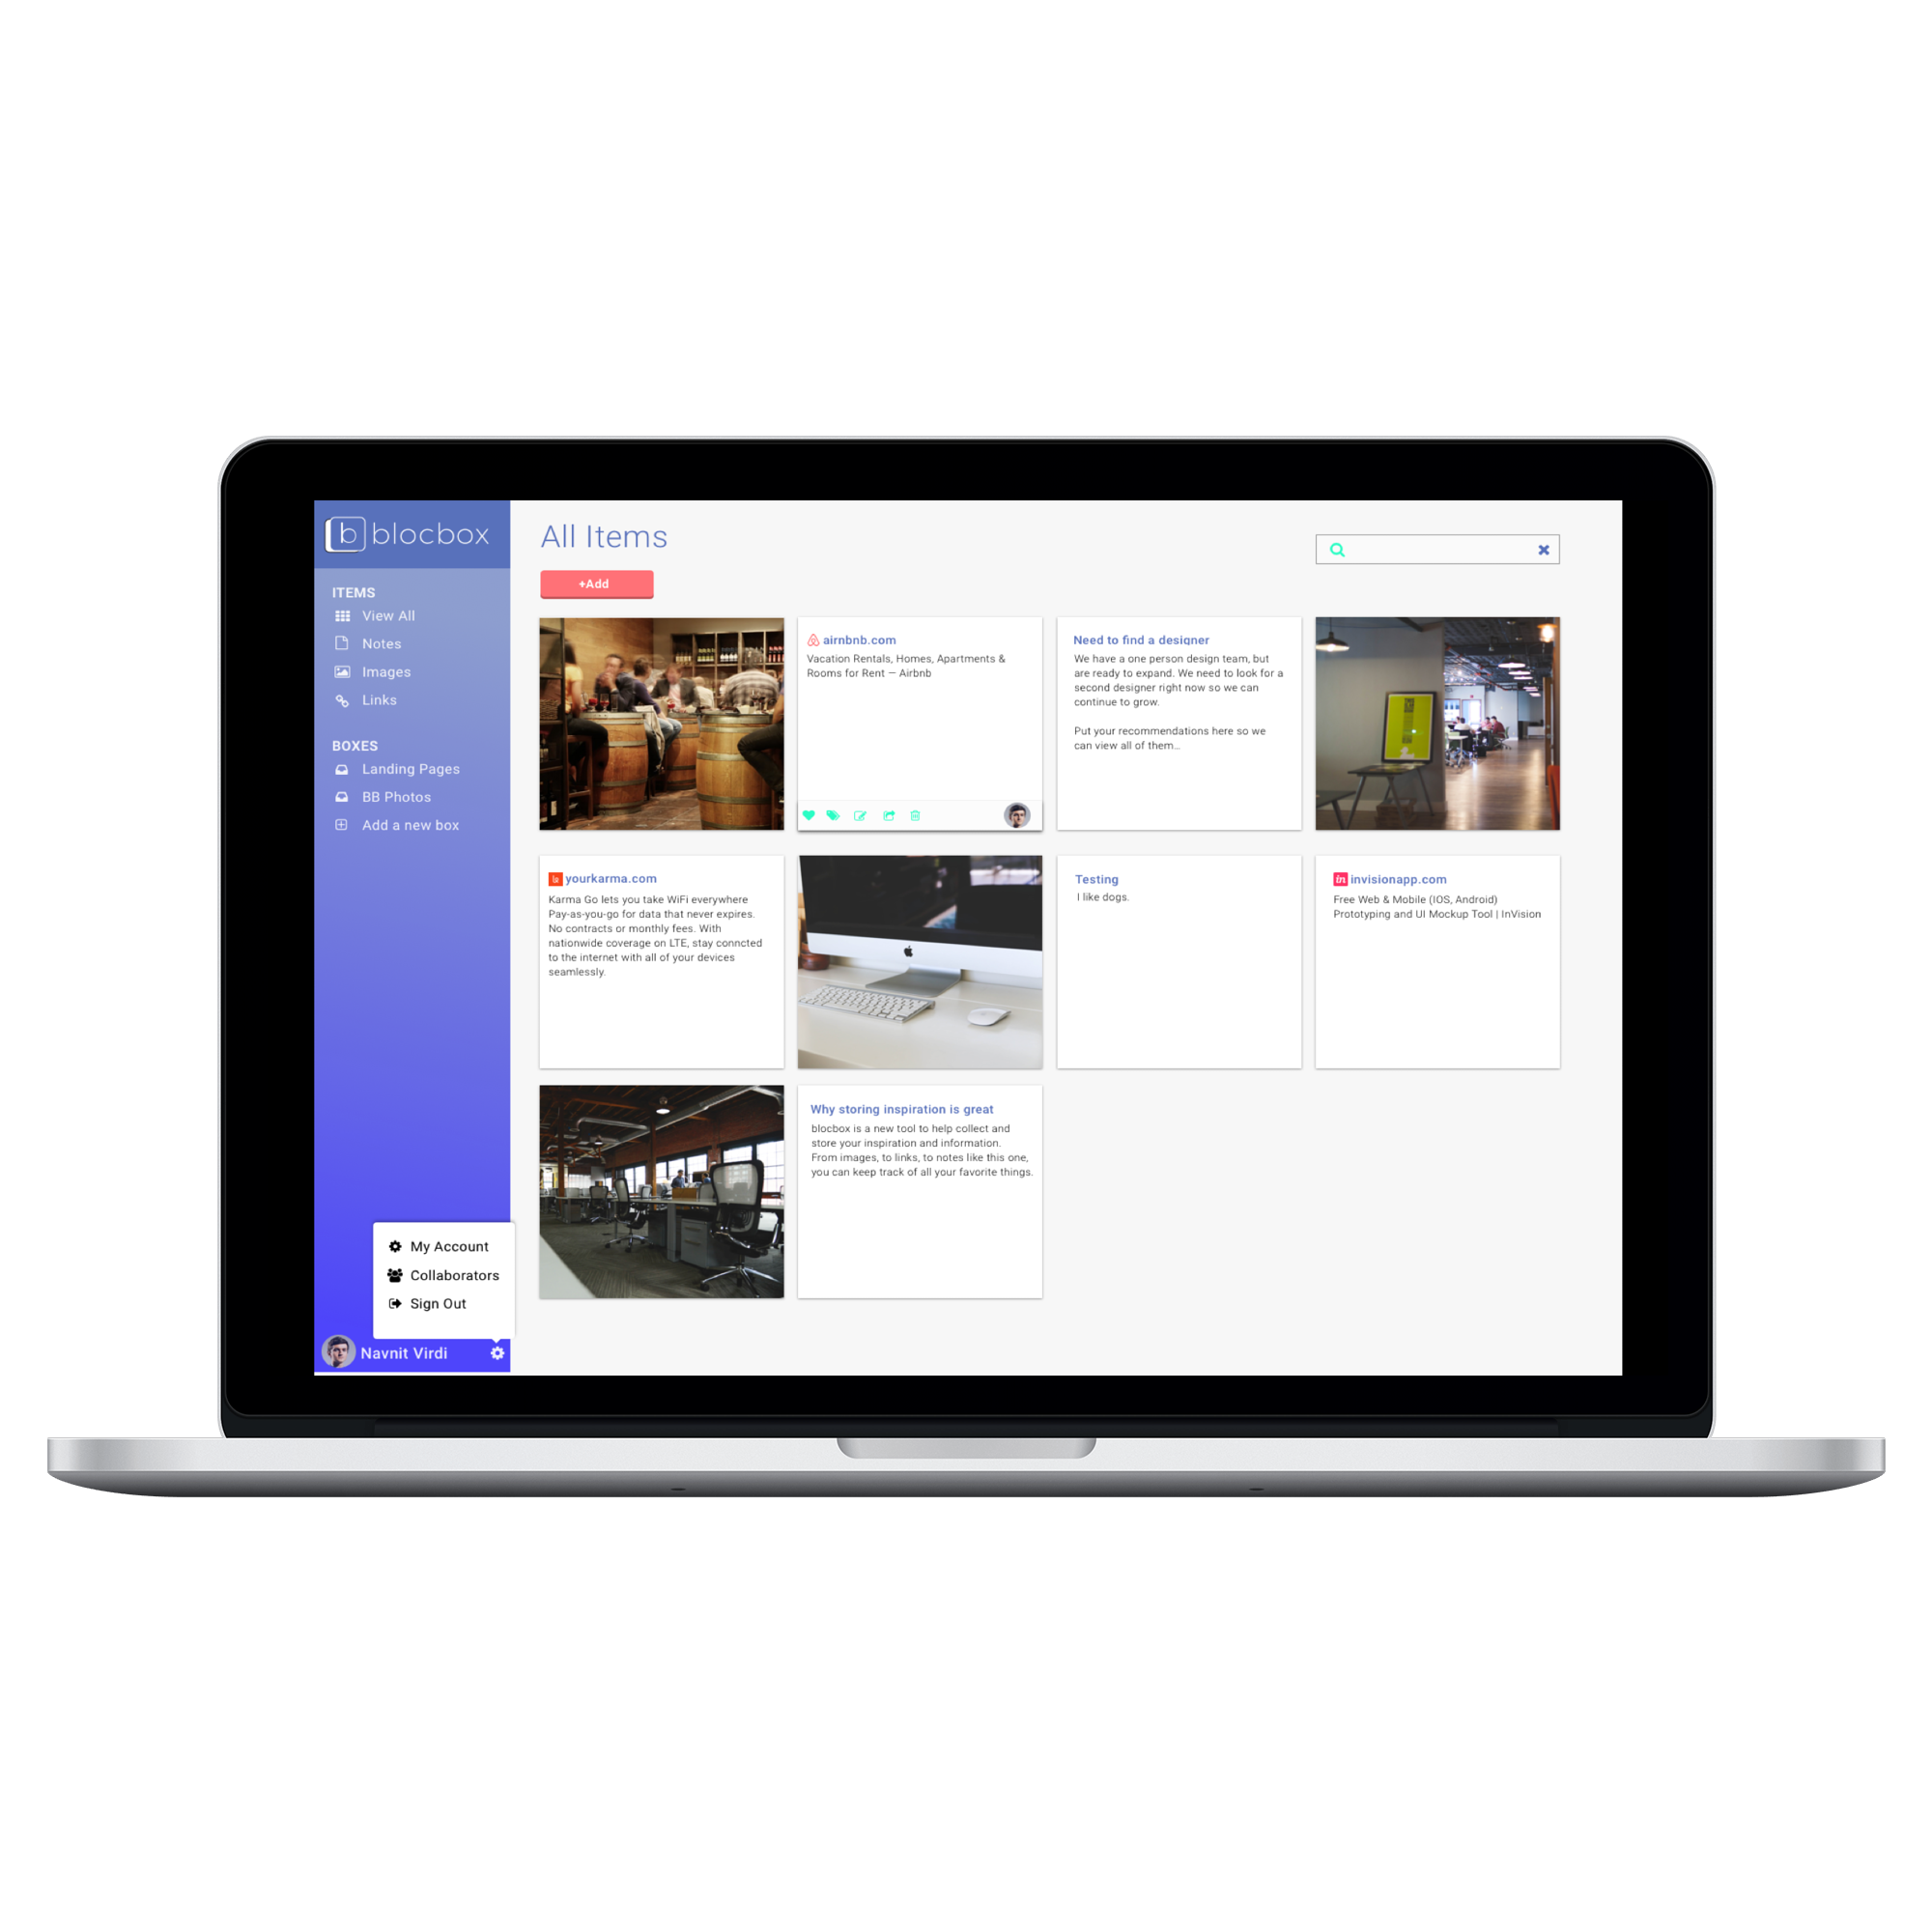 b blocbox
ITEMS
View All
Notes
Images
Links
BOXES
Landing Pages
BB Photos
Add a new box
My Account
Collaborators
Sign Out
Navnit Virdi
All Items
+Add
airnbnb.com
Vacation Rentals, Homes, Apartments &
Rooms for Rent — Airbnb
Need to find a designer
We have a one person design team, but
are ready to expand. We need to look for a
second designer right now so we can
continue to grow.
Put your recommendations here so we
can view all of them...
yourkarma.com
Karma Go lets you take WiFi everywhere
Pay-as-you-go for data that never expires.
No contracts or monthly fees. With
nationwide coverage on LTE, stay conncted
to the internet with all of your devices
seamlessly.
Testing
I like dogs.
in invisionapp.com
Free Web & Mobile (IOS, Android)
Prototyping and UI Mockup Tool | InVision
Why storing inspiration is great
blocbox is a new tool to help collect and
store your inspiration and information.
From images, to links, to notes like this one,
you can keep track of all your favorite things.